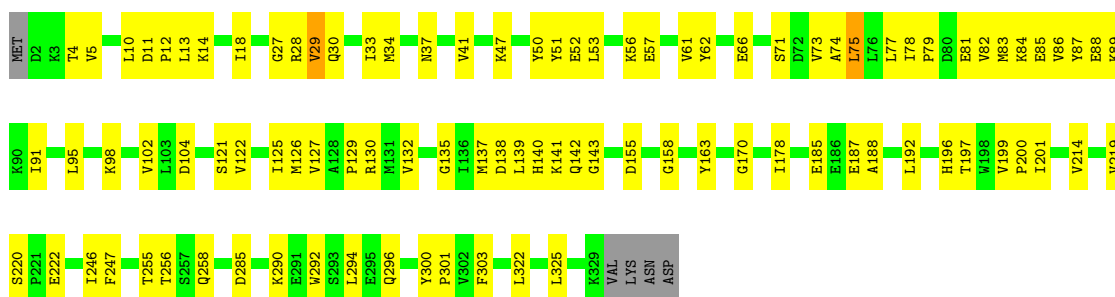 MET D2 K3 T4 V5 L10 D11 P12 L13 K14 I18 G27 R28 V29 Q30 I33 M34 N37 V41 K47 Y50 Y51 E52 L53 K56 E57 V61 Y62 E66 S71 D72 V73 A74 L75 L76 L77 I78 P79 D80 E81 V82 M83 K84 E85 V86 Y87 E88 K89
K90 I91 L95 K98 V102 L103 D104 S121 V122 I125 M126 V127 A128 P129 R130 M131 V132 G135 I136 M137 D138 L139 H140 K141 Q142 G143 D155 G158 Y163 G170 I178 E185 E186 E187 A188 L192 H196 T197 W198 V199 P200 I201 V214 V219
S220 P221 E222 I246 F247 T255 T256 S257 Q258 D285 K290 E291 W292 S293 L294 E295 Q296 Y300 P301 V302 F303 L322 L325 K329 VAL LYS ASN ASP